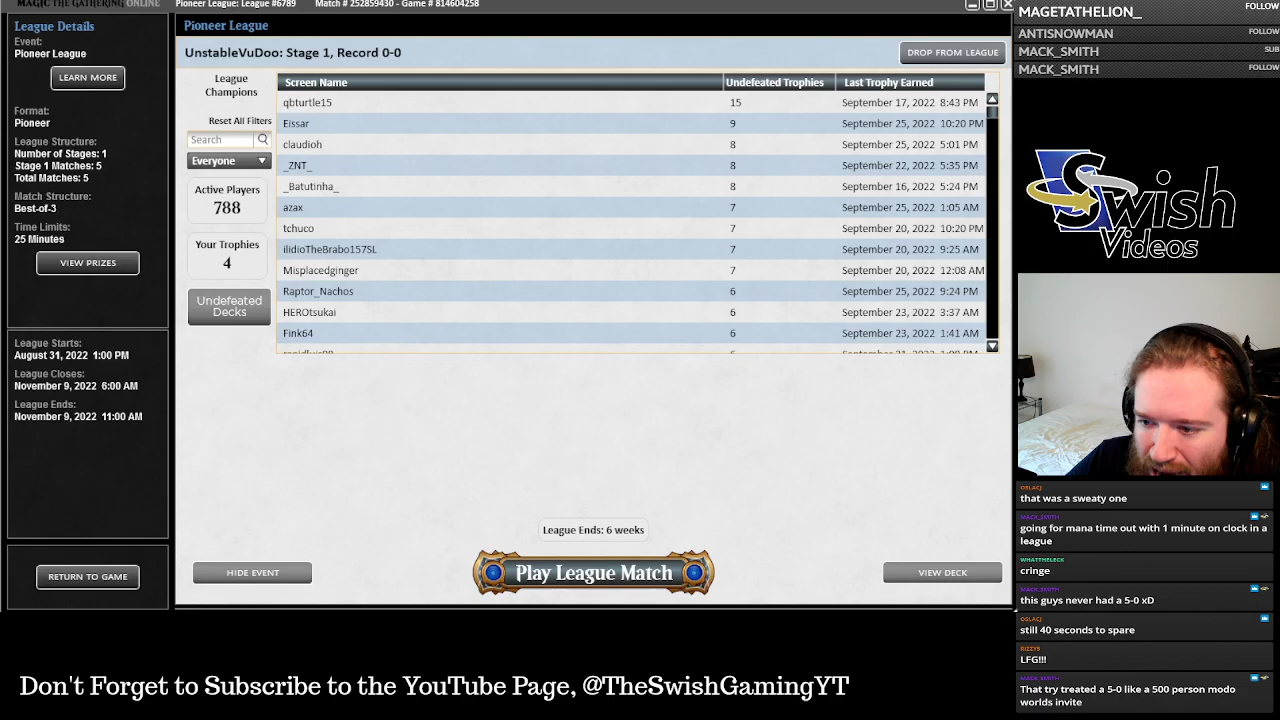 MAGIC THE GATHERING ONLINE
Pioneer League: League #6789
Match # 252859430 - Game # 814604258
League Details
Event:
Pioneer League
LEARN MORE
Format:
Pioneer
League Structure:
Number of Stages: 1
Stage 1 Matches: 5
Total Matches: 5
Match Structure:
Best-of-3
Time Limits:
25 Minutes
VIEW PRIZES
League Starts:
August 31, 2022 1:00 PM
League Closes:
November 9, 2022 6:00 AM
League Ends:
November 9, 2022 11:00 AM
RETURN TO GAME
Pioneer League
UnstableVuDoo: Stage 1, Record 0-0
DROP FROM LEAGUE
League
Champions
Reset All Filters
Search
Everyone
Active Players
788
Your Trophies
4
Undefeated
Decks
Screen Name Undefeated Trophies Last Trophy Earned
qbturtle15 15 September 17, 2022 8:43 PM
Eissar 9 September 25, 2022 10:20 PM
claudioh 8 September 25, 2022 5:01 PM
_ZNT_ 8 September 22, 2022 5:35 PM
_Batutinha_ 8 September 16, 2022 5:24 PM
azax 7 September 25, 2022 1:05 AM
tchuco 7 September 20, 2022 10:20 PM
ilidioTheBrabo157SL 7 September 20, 2022 9:25 AM
Misplacedginger 7 September 20, 2022 12:08 AM
Raptor_Nachos 6 September 25, 2022 9:24 PM
HEROtsukai 6 September 23, 2022 3:37 AM
Fink64 6 September 23, 2022 1:41 AM
League Ends: 6 weeks
HIDE EVENT
Play League Match
VIEW DECK
MAGETATHELION_ FOLLOW
ANTISNOWMAN FOLLOW
MACK_SMITH SUB
MACK_SMITH FOLLOW
Swish
Videos
OSLACJ
that was a sweaty one
MACK_SMITH
going for mana time out with 1 minute on clock in a
league
WHATTHELECK
cringe
MACK_SMITH
this guys never had a 5-0 xD
OSLACJ
still 40 seconds to spare
RIZZYS
LFG!!!
MACK_SMITH
That try treated a 5-0 like a 500 person modo
worlds invite
Don't Forget to Subscribe to the YouTube Page, @TheSwishGamingYT